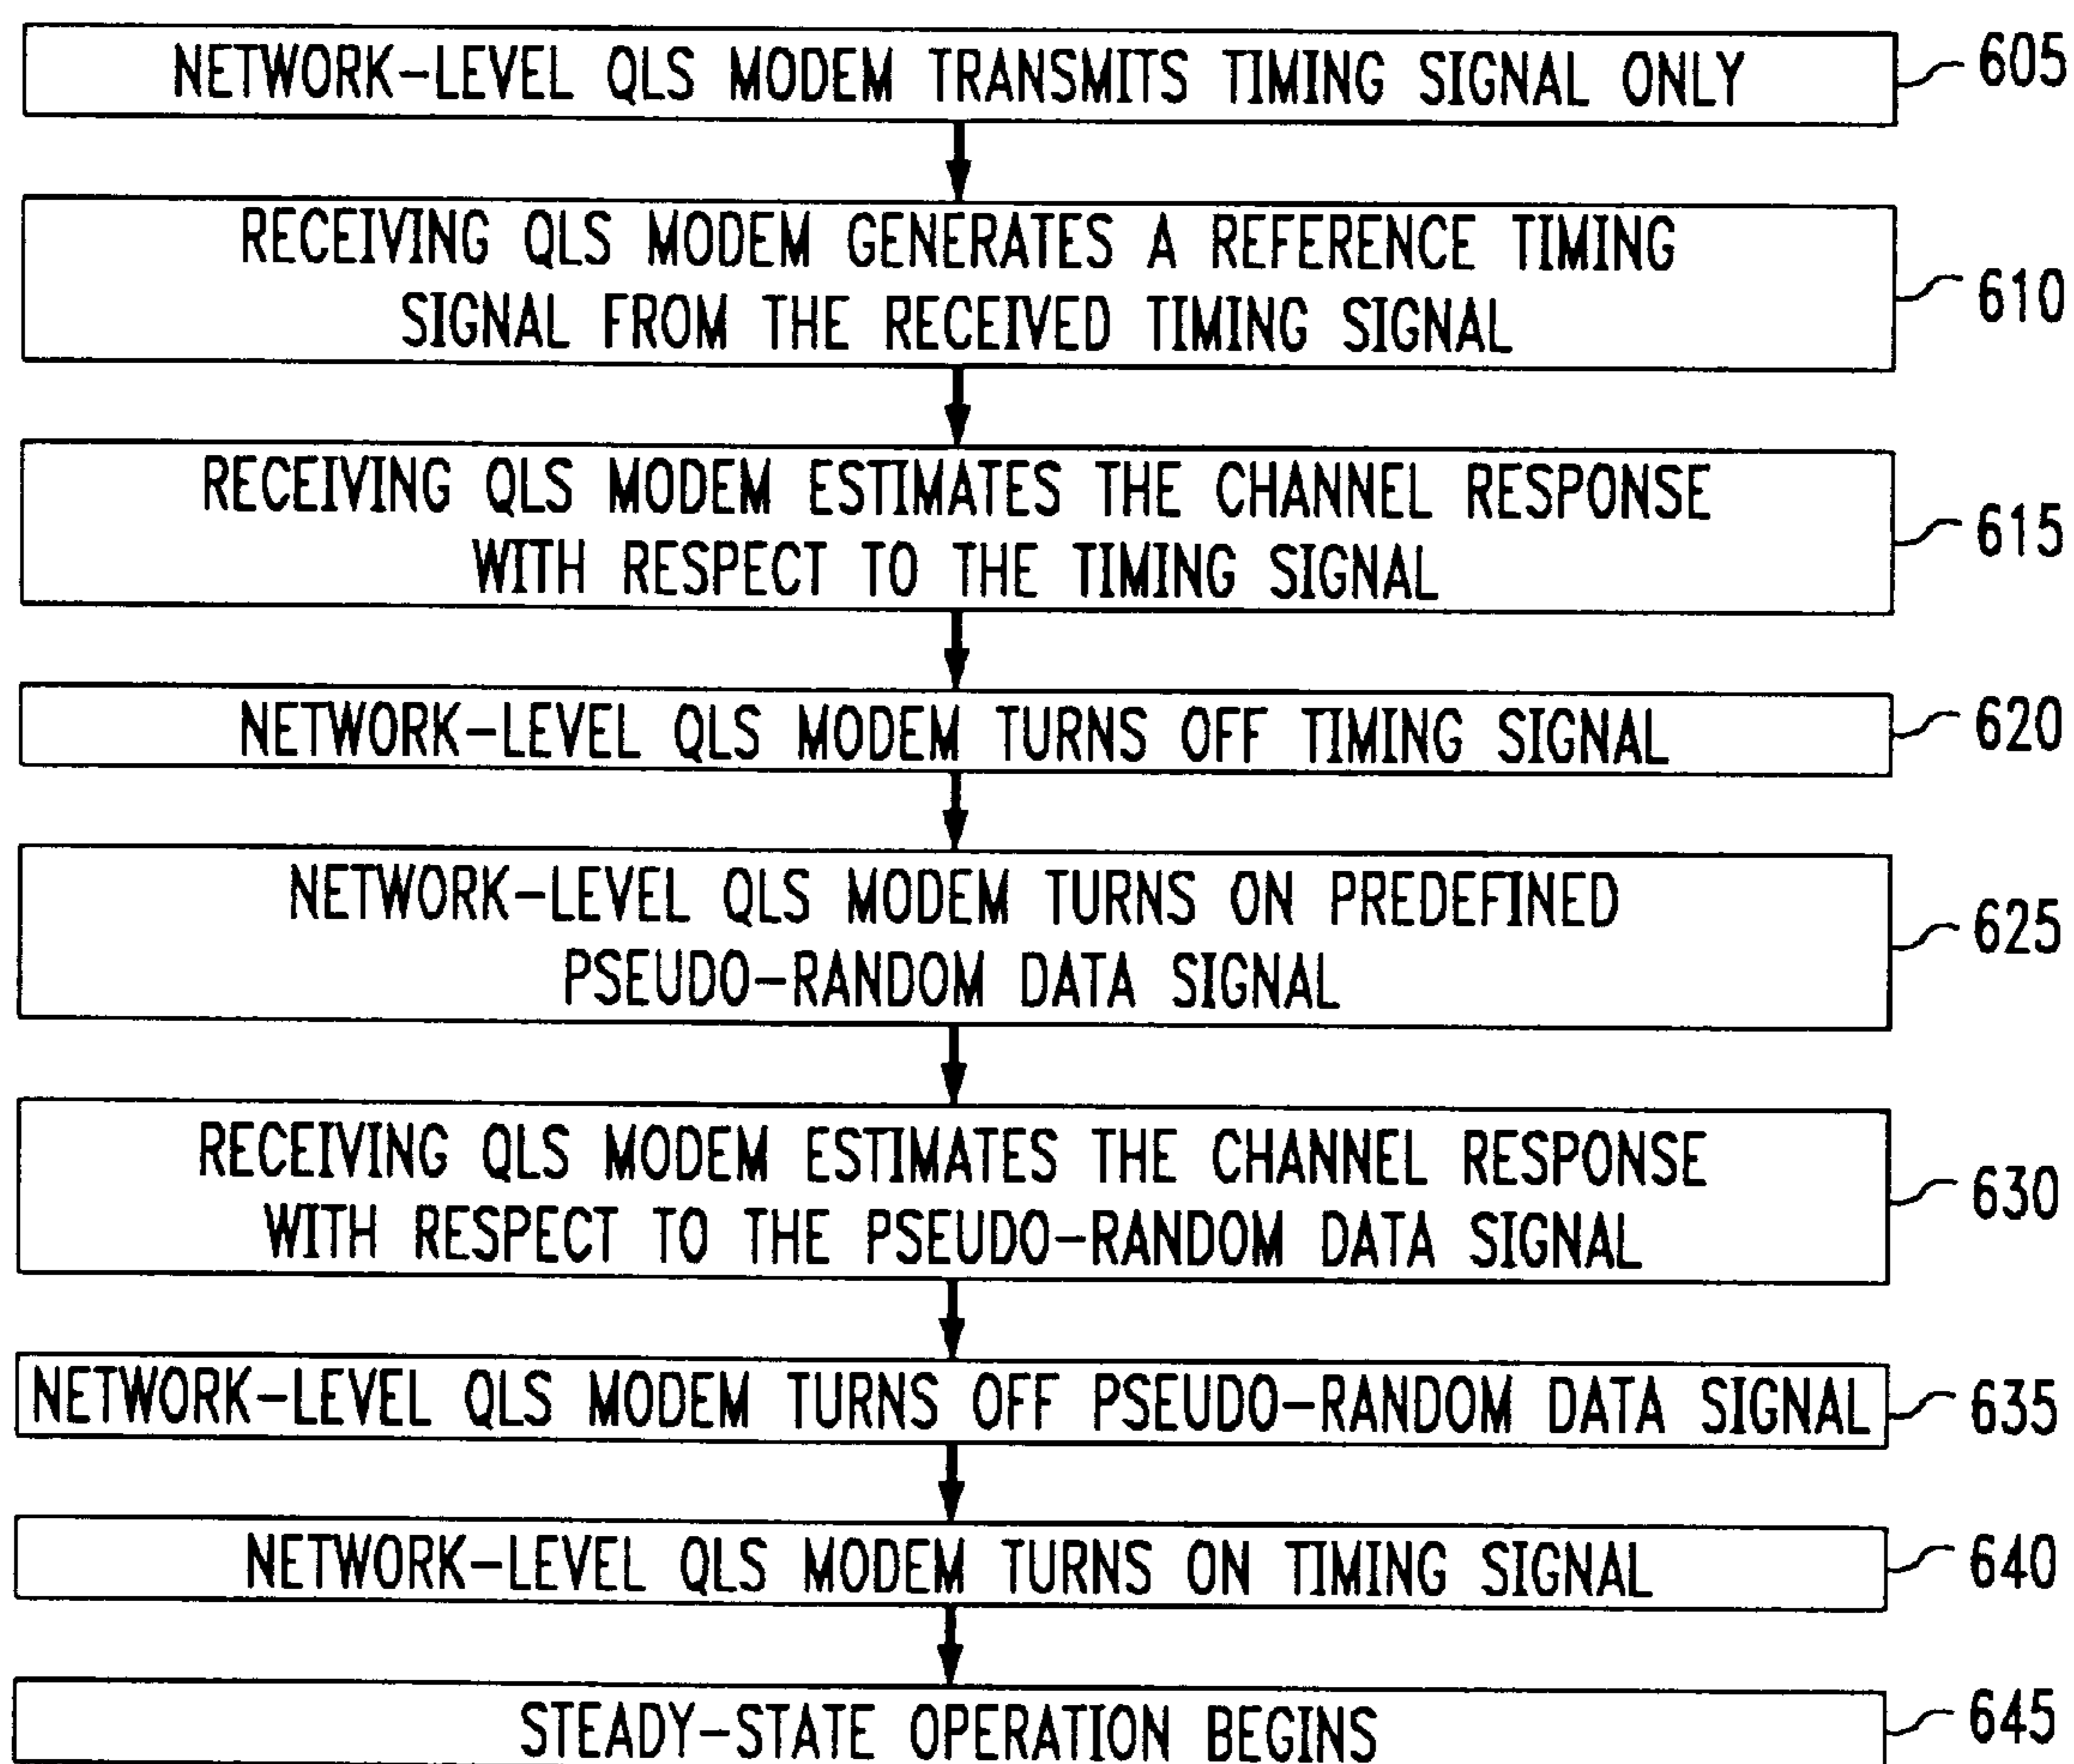 NETWORK-LEVEL QLS MODEM TRANSMITS TIMING SIGNAL ONLY
605
RECEIVING QLS MODEM GENERATES A REFERENCE TIMING
SIGNAL FROM THE RECEIVED TIMING SIGNAL
610
RECEIVING QLS MODEM ESTIMATES THE CHANNEL RESPONSE
WITH RESPECT TO THE TIMING SIGNAL
615
NETWORK-LEVEL QLS MODEM TURNS OFF TIMING SIGNAL
620
NETWORK-LEVEL QLS MODEM TURNS ON PREDEFINED
PSEUDO-RANDOM DATA SIGNAL
625
RECEIVING QLS MODEM ESTIMATES THE CHANNEL RESPONSE
WITH RESPECT TO THE PSEUDO-RANDOM DATA SIGNAL
630
NETWORK-LEVEL QLS MODEM TURNS OFF PSEUDO-RANDOM DATA SIGNAL
635
NETWORK-LEVEL QLS MODEM TURNS ON TIMING SIGNAL
640
STEADY-STATE OPERATION BEGINS
645